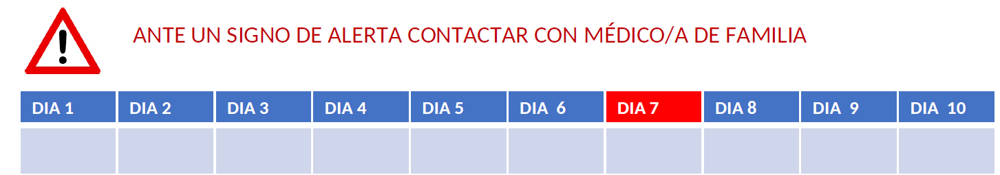 ANTE UN SIGNO DE ALERTA CONTACTAR CON MÉDICO/A DE FAMILIA
DIA 1 DIA 2 DIA 3 DIA 4 DIA 5 DIA 6 DIA 7 DIA 8 DIA 9 DIA 10